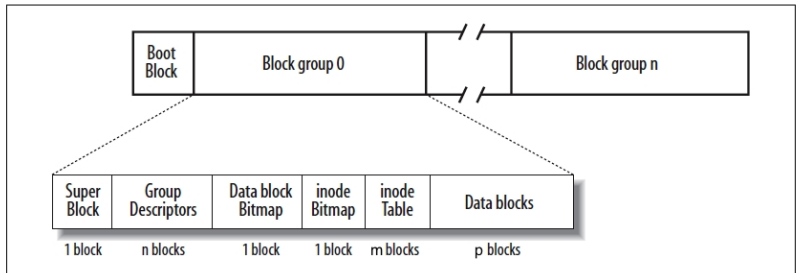 Boot
Block
Block group 0
Block group n
Super
Block
Group
Descriptors
Data block
Bitmap
inode
Bitmap
inode
Table
Data blocks
1 block
n blocks
1 block
1 block
m blocks
p blocks